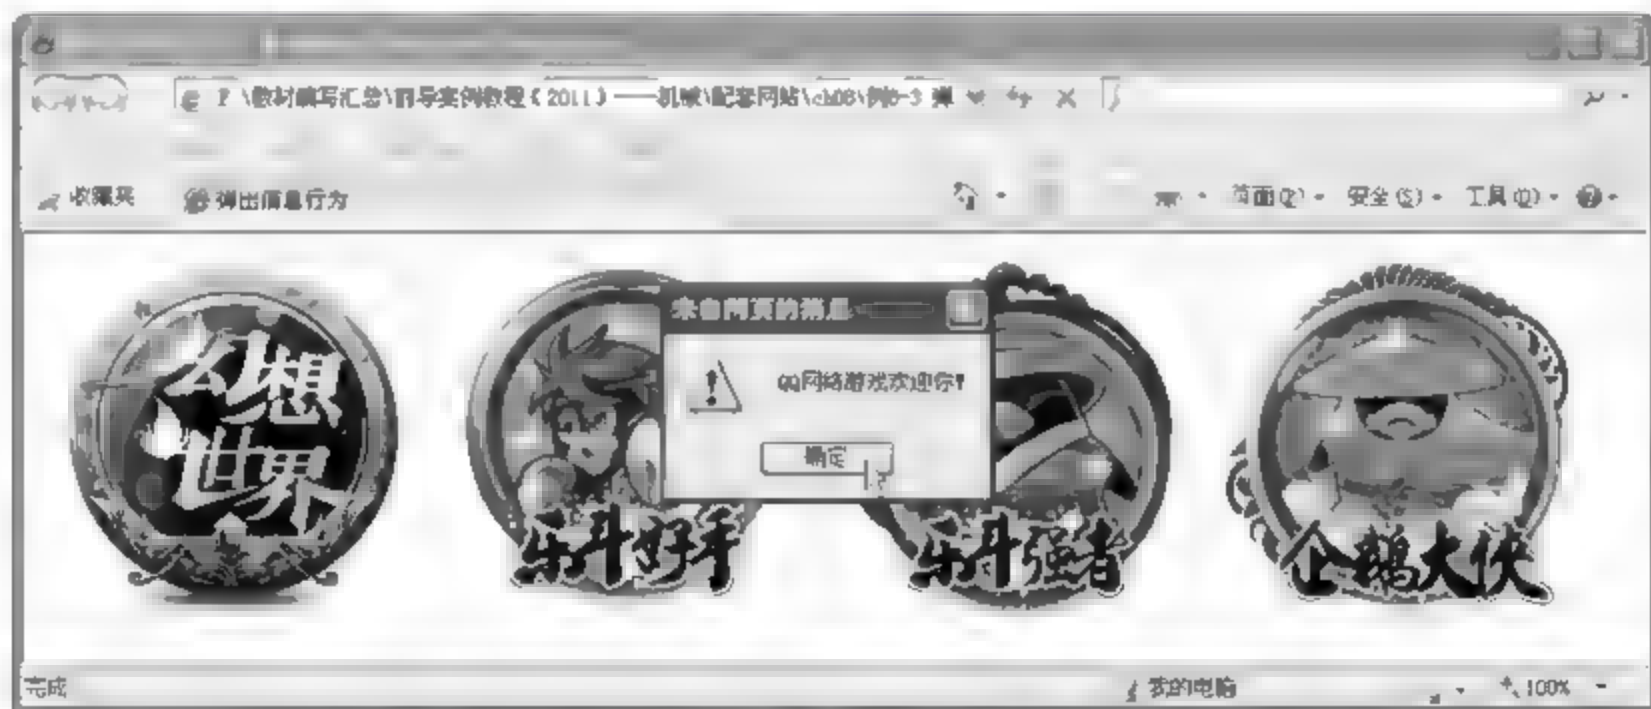 F:\教材编写汇总\前导案例教程(2011)——机械\配套网站\ch08\例8-3 弹
收藏夹 弹出信息行为 页面(P) 安全(S) 工具(O)
来自网页的消息
QQ网络游戏欢迎你!
确定
幻想世界
乐斗好手 乐斗强者 企鹅大侠
完成 我的电脑 100%